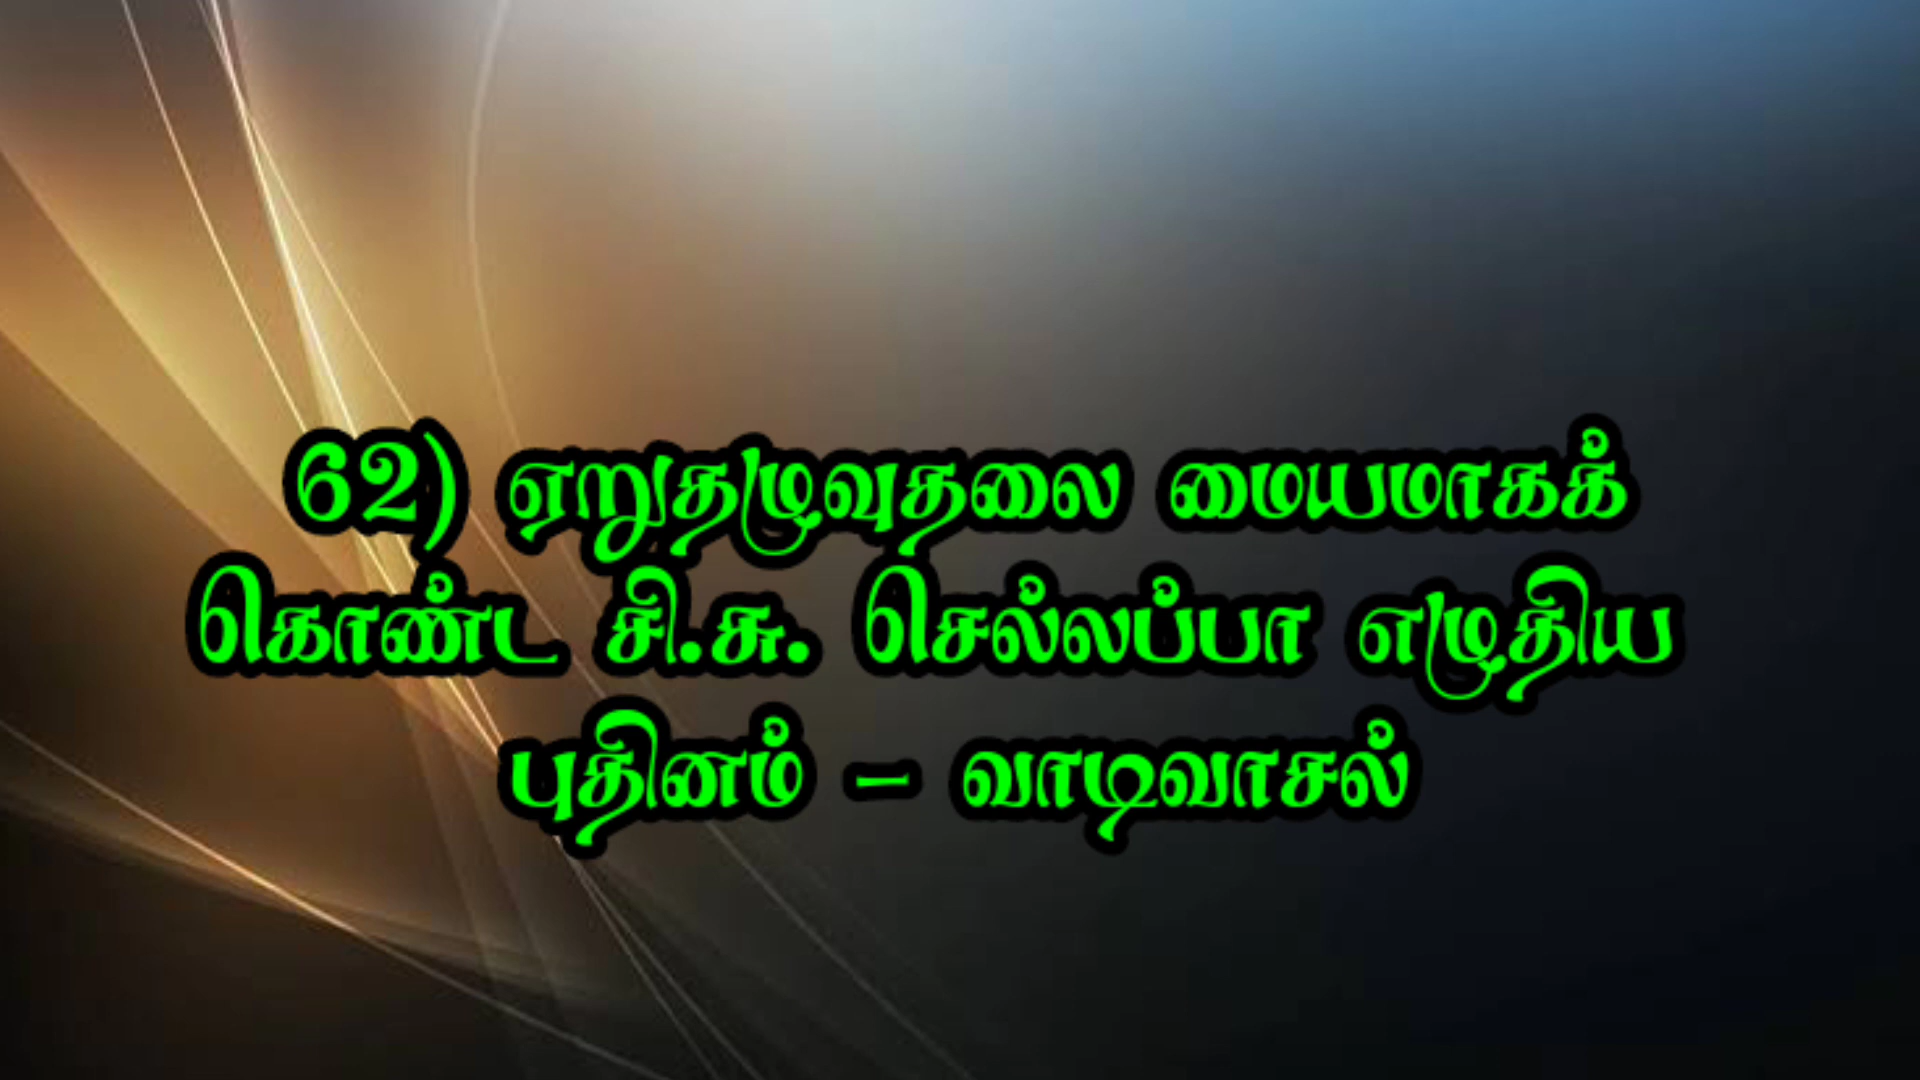 62) ஏறுதழுவுதலை மையமாகக்
கொண்ட சி.சு. செல்லப்பா எழுதிய
புதினம் – வாடிவாசல்